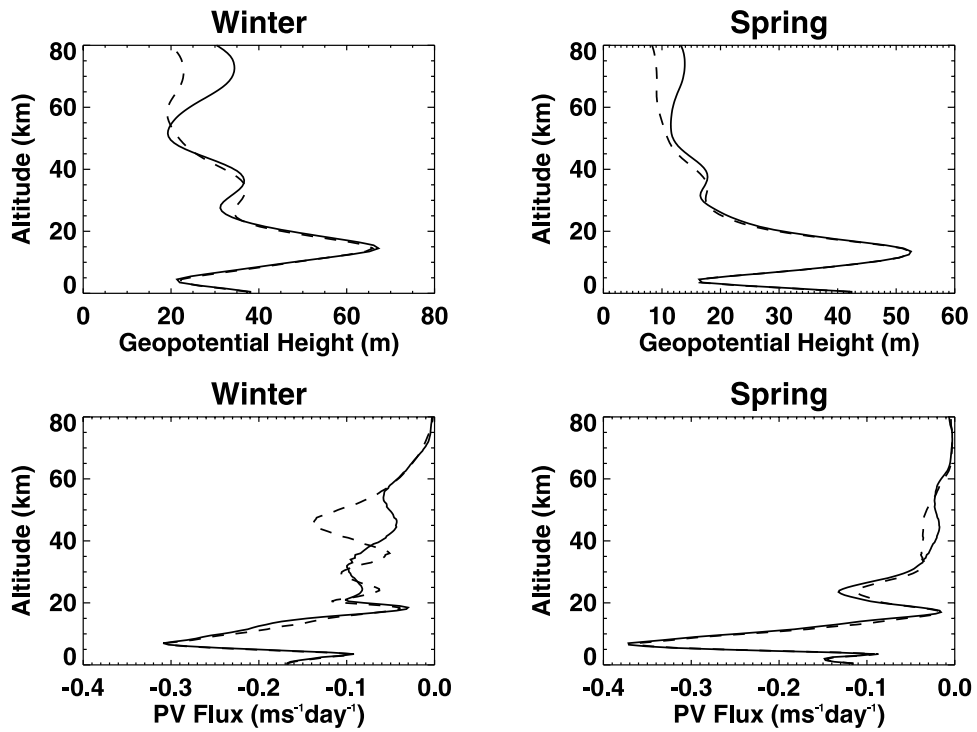 Winter
Spring
80
60
40
20
0
Altitude (km)
0 20 40 60 80
Geopotential Height (m)
80
60
40
20
0
Altitude (km)
0 10 20 30 40 50 60
Geopotential Height (m)
Winter
Spring
80
60
40
20
0
Altitude (km)
-0.4 -0.3 -0.2 -0.1 0.0
PV Flux (ms⁻¹day⁻¹)
80
60
40
20
0
Altitude (km)
-0.4 -0.3 -0.2 -0.1 0.0
PV Flux (ms⁻¹day⁻¹)